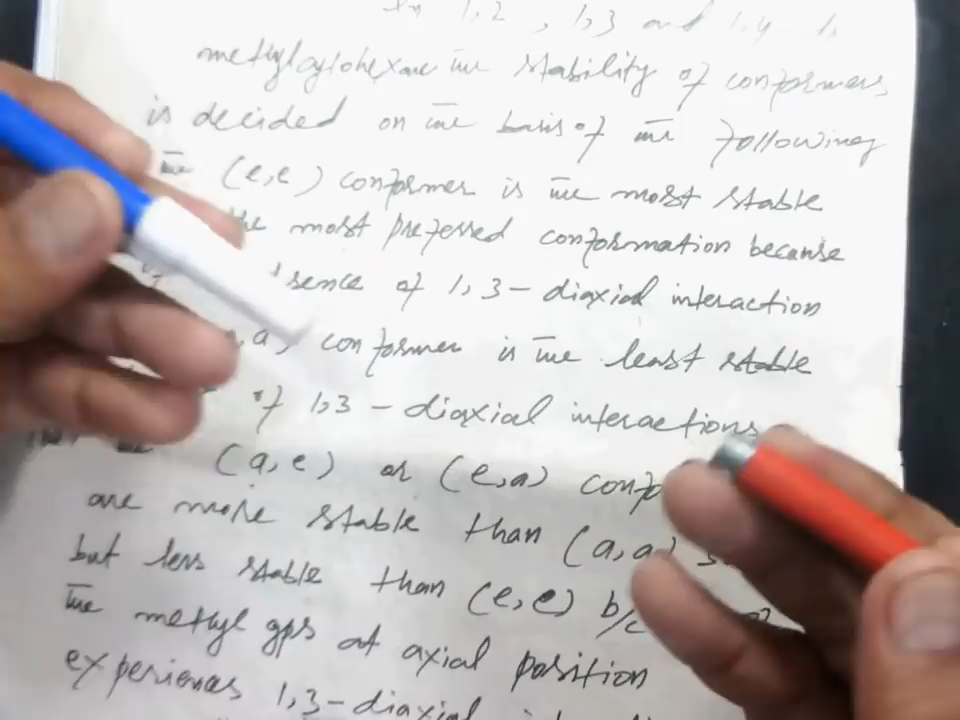 In 1,2 , 1,3 and 1,4
methylcyclohexane the stability of conformers
is decided on the basis of the following
the (e,e) conformer is the most stable
the most preferred conformation because
of 1,3-diaxial interaction
a) conformer is the least stable
of 1,3-diaxial interactions
(a,e) or (e,a)
are more stable than (a,a)
but less stable than (e,e) b/c
the methyl gps at axial position
experiences 1,3-diaxial